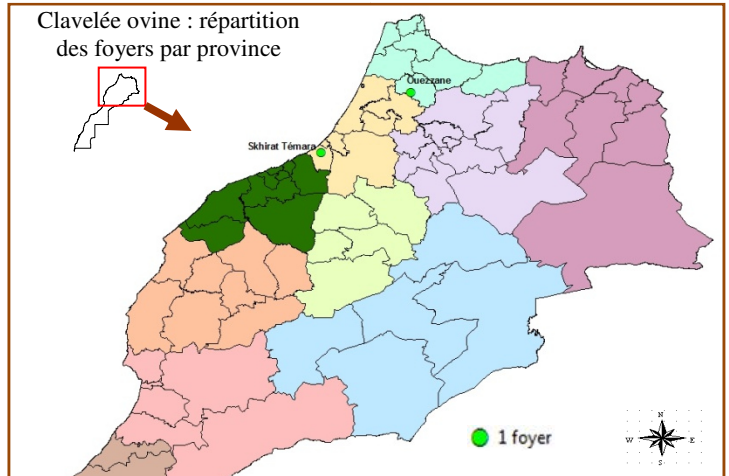 Clavelée ovine : répartition
des foyers par province
Ouezzane
Skhirat Témara
1 foyer
N
W E
S